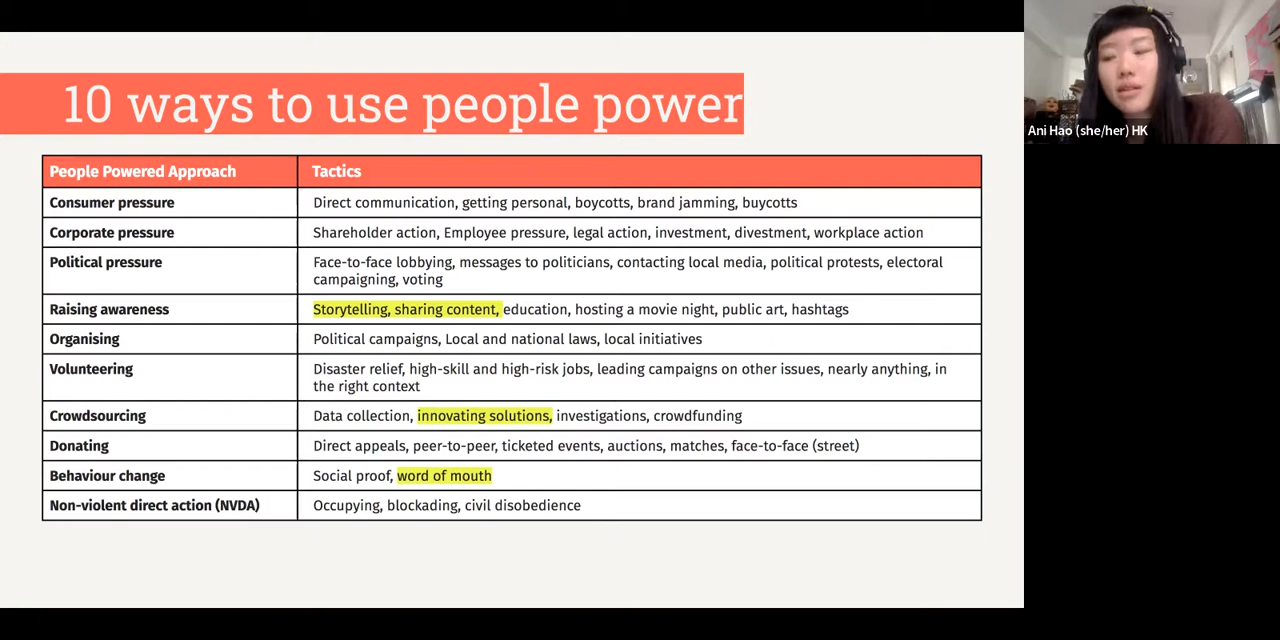 10 ways to use people power
People Powered Approach Tactics
Consumer pressure Direct communication, getting personal, boycotts, brand jamming, buycotts
Corporate pressure Shareholder action, Employee pressure, legal action, investment, divestment, workplace action
Political pressure Face-to-face lobbying, messages to politicians, contacting local media, political protests, electoral
campaigning, voting
Raising awareness Storytelling, sharing content, education, hosting a movie night, public art, hashtags
Organising Political campaigns, Local and national laws, local initiatives
Volunteering Disaster relief, high-skill and high-risk jobs, leading campaigns on other issues, nearly anything, in
the right context
Crowdsourcing Data collection, innovating solutions, investigations, crowdfunding
Donating Direct appeals, peer-to-peer, ticketed events, auctions, matches, face-to-face (street)
Behaviour change Social proof, word of mouth
Non-violent direct action (NVDA) Occupying, blockading, civil disobedience
Ani Hao (she/her) HK